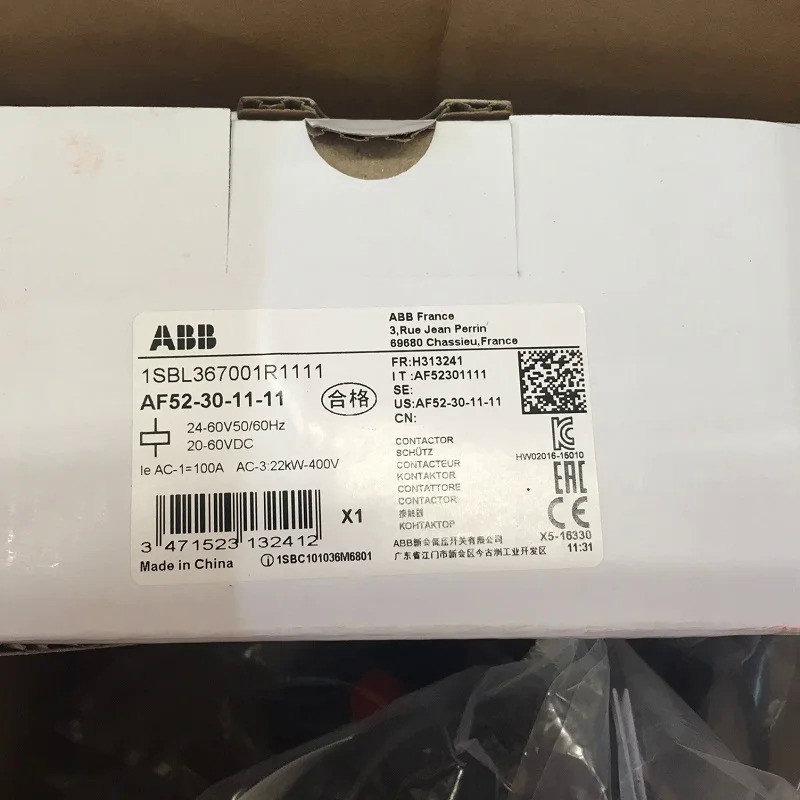 ABB
1SBL367001R1111
AF52-30-11-11
合格
24-60V50/60Hz
20-60VDC
Ie AC-1=100A AC-3:22kW-400V
3 471523 132412
X1
Made in China
i 1SBC101036M6801
ABB France
3,Rue Jean Perrin
69680 Chassieu,France
FR:H313241
IT:AF52301111
SE:
US:AF52-30-11-11
CN:
CONTACTOR
SCHÜTZ
CONTACTEUR
KONTAKTOR
CONTATTORE
CONTACTOR
接触器
КОНТАКТОР
ABB新会低压开关有限公司
广东省江门市新会区今古洲工业开发区
KC
HW02016-15010
EAC
CE
X5-16330
11:31